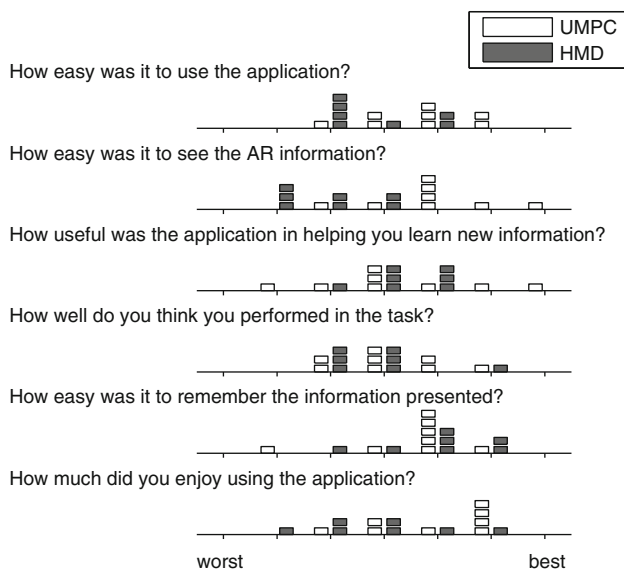 UMPC
HMD
How easy was it to use the application?
How easy was it to see the AR information?
How useful was the application in helping you learn new information?
How well do you think you performed in the task?
How easy was it to remember the information presented?
How much did you enjoy using the application?
worst best